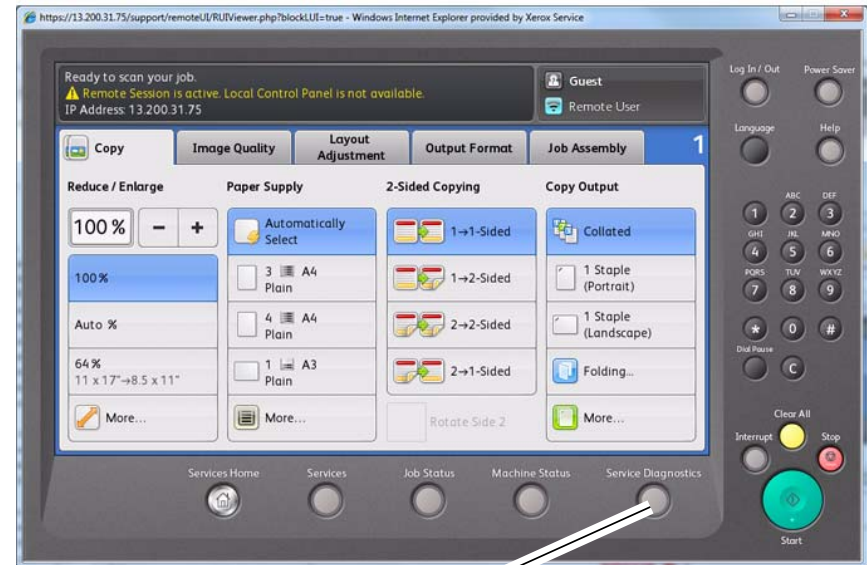 https://13.200.31.75/support/remoteUI/RUIViewer.php?blockLUI=true - Windows Internet Explorer provided by Xerox Service
Ready to scan your job.
A Remote Session is active. Local Control Panel is not available.
IP Address: 13.200.31.75
Guest
Remote User
Copy
Image Quality
Layout
Adjustment
Output Format
Job Assembly
1
Reduce / Enlarge
100 %
-
+
100 %
Auto %
64 %
11 x 17"→8.5 x 11"
More...
Paper Supply
Automatically
Select
3 A4
Plain
4 A4
Plain
1 A3
Plain
More...
2-Sided Copying
1→1-Sided
1→2-Sided
2→2-Sided
2→1-Sided
Rotate Side 2
Copy Output
Collated
1 Staple
(Portrait)
1 Staple
(Landscape)
Folding...
More...
Services Home
Services
Job Status
Machine Status
Service Diagnostics
Log In / Out
Power Saver
Language
Help
ABC DEF
1 2 3
GHI JKL MNO
4 5 6
PQRS TUV WXYZ
7 8 9
* 0 #
Dial Pause
C
Clear All
Interrupt
Stop
Start